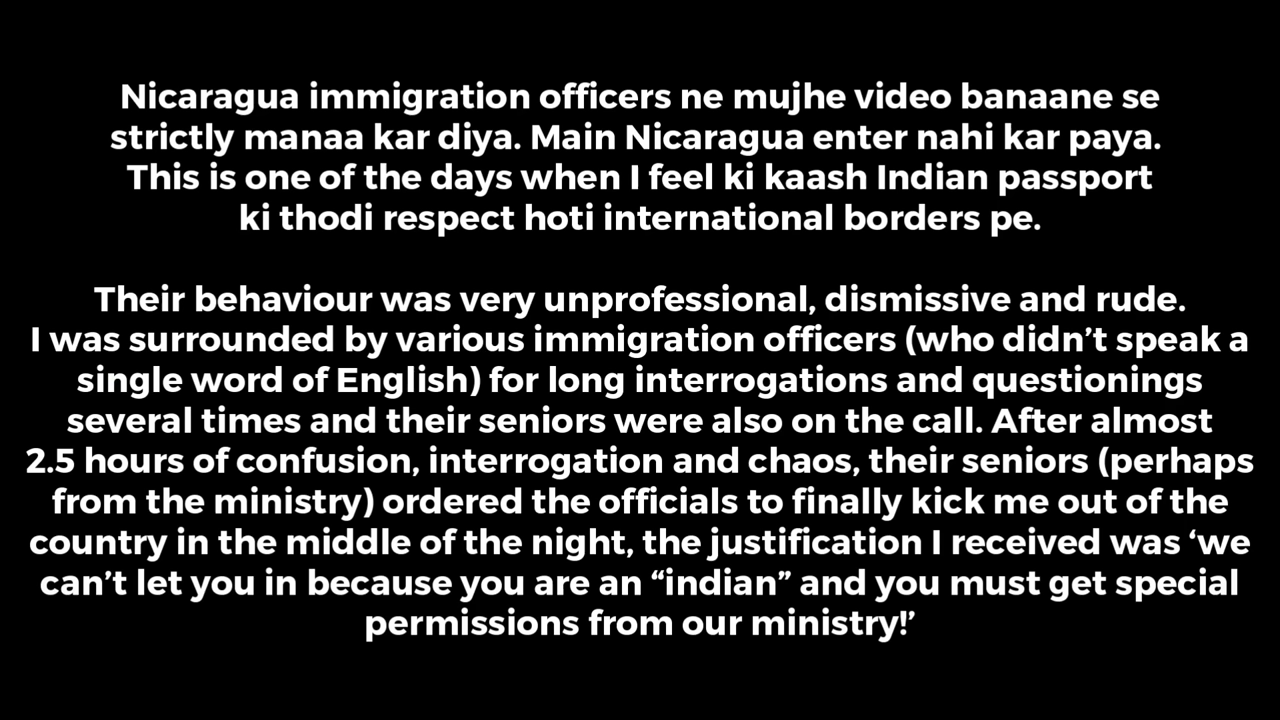 Nicaragua immigration officers ne mujhe video banaane se
strictly manaa kar diya. Main Nicaragua enter nahi kar paya.
This is one of the days when I feel ki kaash Indian passport
ki thodi respect hoti international borders pe.
Their behaviour was very unprofessional, dismissive and rude.
I was surrounded by various immigration officers (who didn’t speak a
single word of English) for long interrogations and questionings
several times and their seniors were also on the call. After almost
2.5 hours of confusion, interrogation and chaos, their seniors (perhaps
from the ministry) ordered the officials to finally kick me out of the
country in the middle of the night, the justification I received was ‘we
can’t let you in because you are an “indian” and you must get special
permissions from our ministry!’